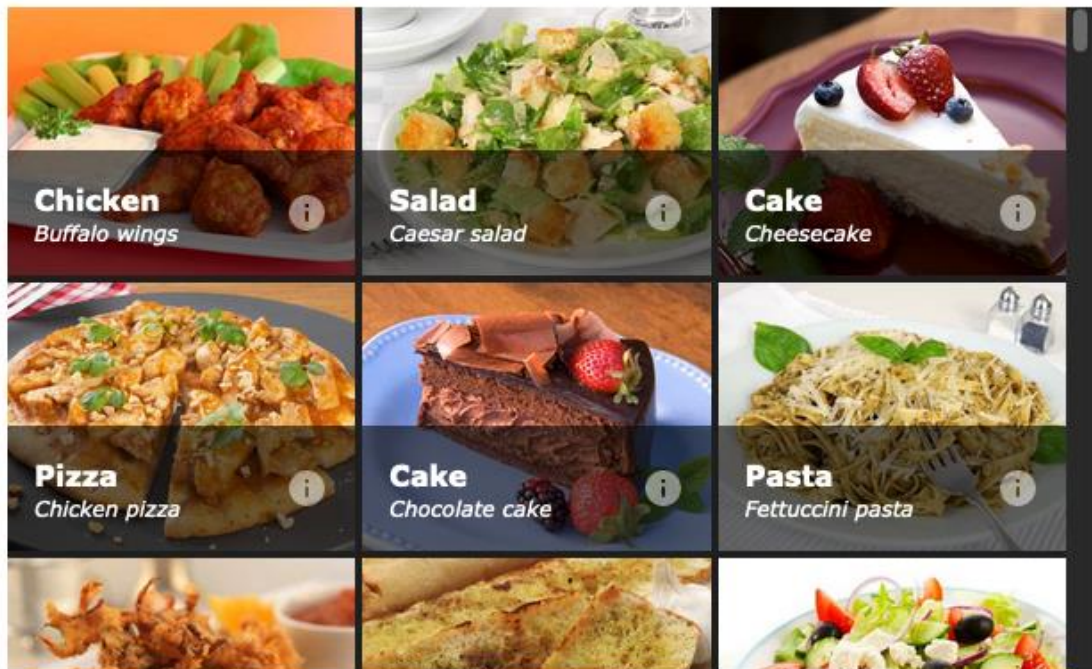 Chicken
Buffalo wings
Salad
Caesar salad
Cake
Cheesecake
Pizza
Chicken pizza
Cake
Chocolate cake
Pasta
Fettuccini pasta